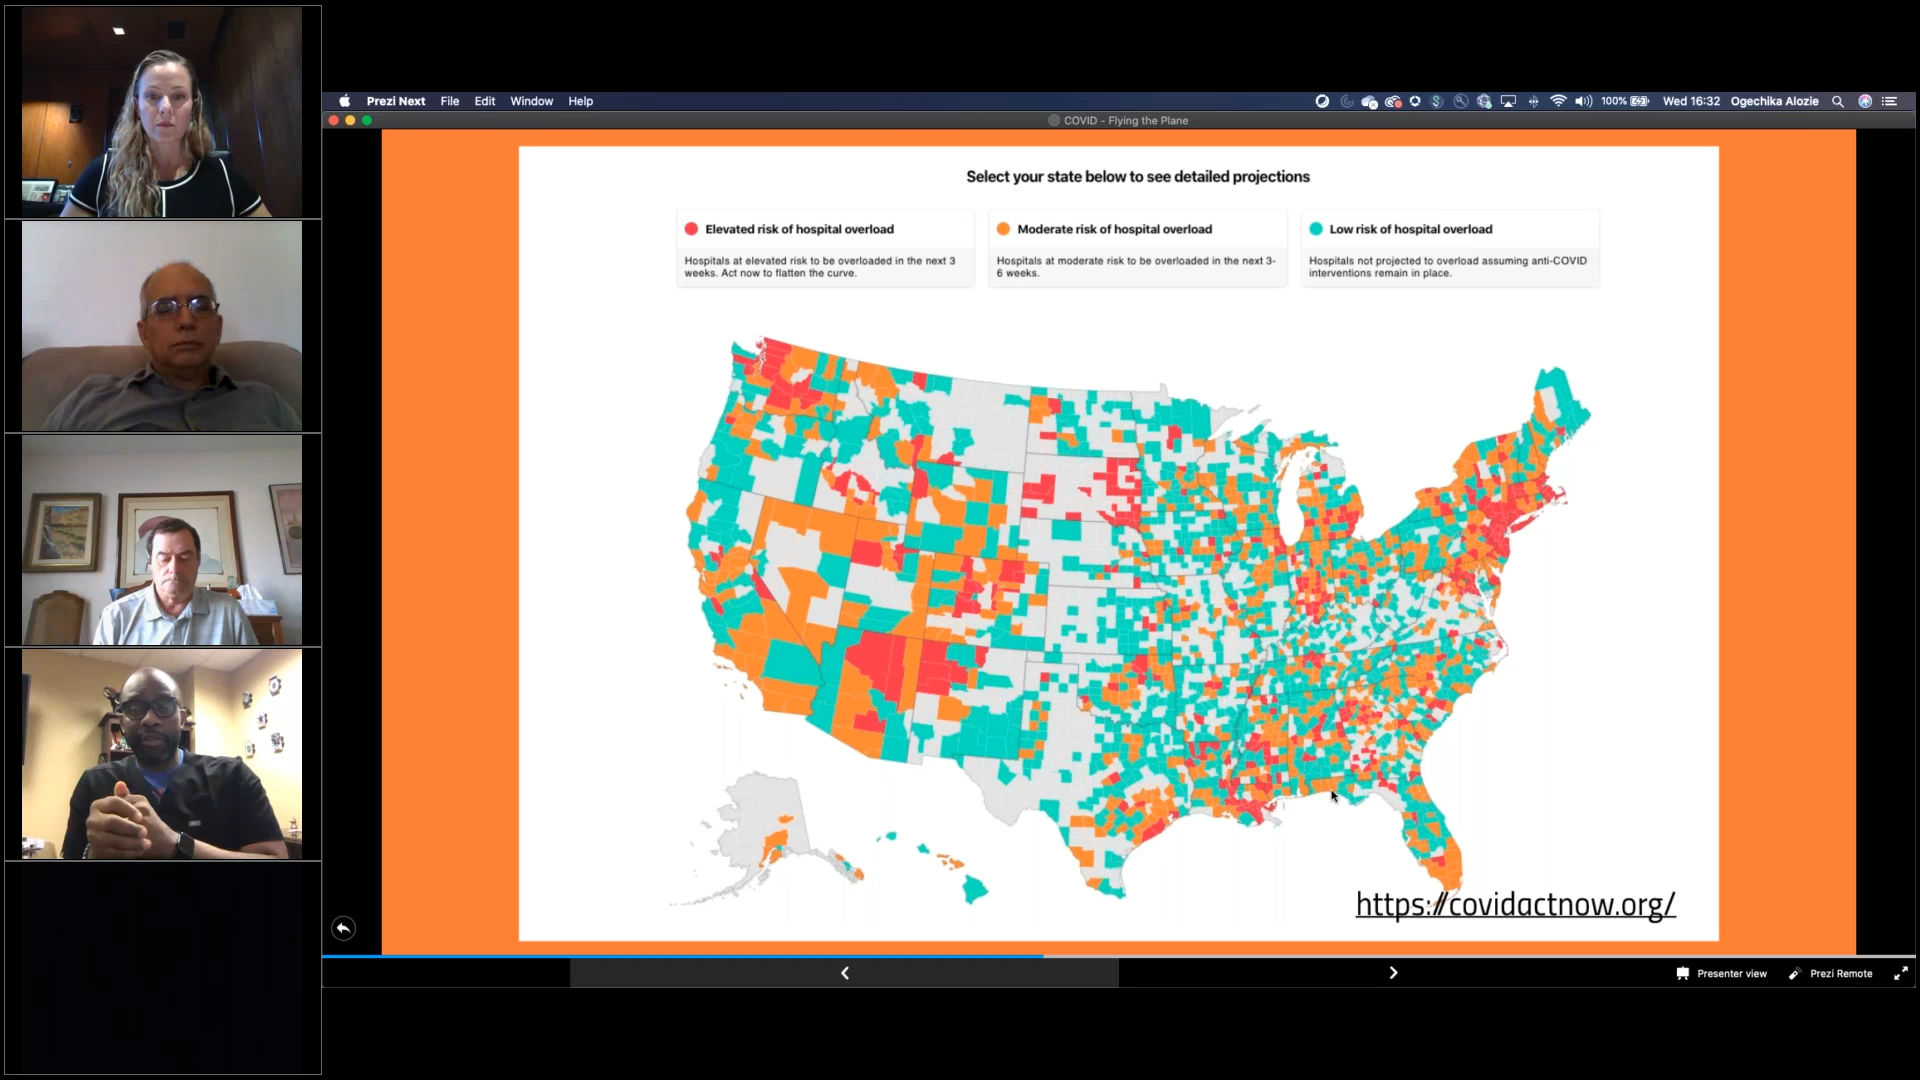 Prezi Next File Edit Window Help
100% Wed 16:32 Ogechika Alozie
COVID - Flying the Plane
Select your state below to see detailed projections
Elevated risk of hospital overload
Hospitals at elevated risk to be overloaded in the next 3
weeks. Act now to flatten the curve.
Moderate risk of hospital overload
Hospitals at moderate risk to be overloaded in the next 3-
6 weeks.
Low risk of hospital overload
Hospitals not projected to overload assuming anti-COVID
interventions remain in place.
https://covidactnow.org/
Presenter view Prezi Remote